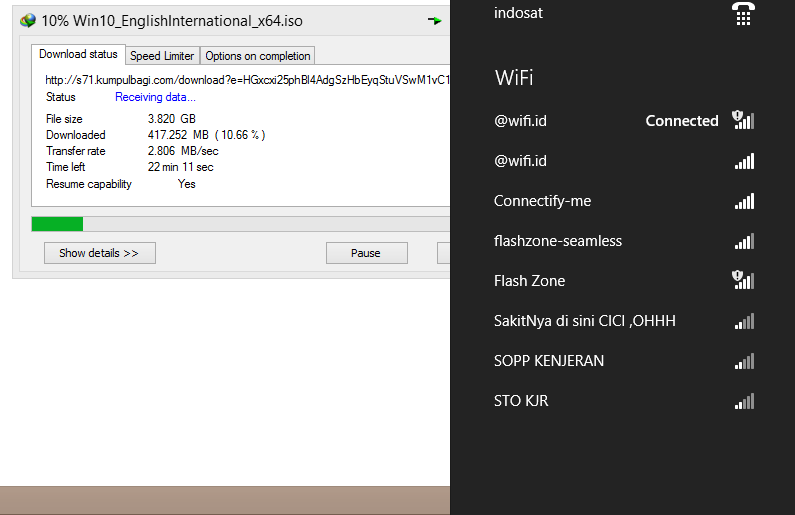 10% Win10_EnglishInternational_x64.iso
Download status
Speed Limiter
Options on completion
http://s71.kumpulbagi.com/download?e=HGxcxi25phBl4AdgSzHbEyqStuVSwM1vC1
Status Receiving data...
File size 3.820 GB
Downloaded 417.252 MB ( 10.66 % )
Transfer rate 2.806 MB/sec
Time left 22 min 11 sec
Resume capability Yes
Show details >>
Pause
indosat
WiFi
@wifi.id Connected
@wifi.id
Connectify-me
flashzone-seamless
Flash Zone
SakitNya di sini CICI ,OHHH
SOPP KENJERAN
STO KJR